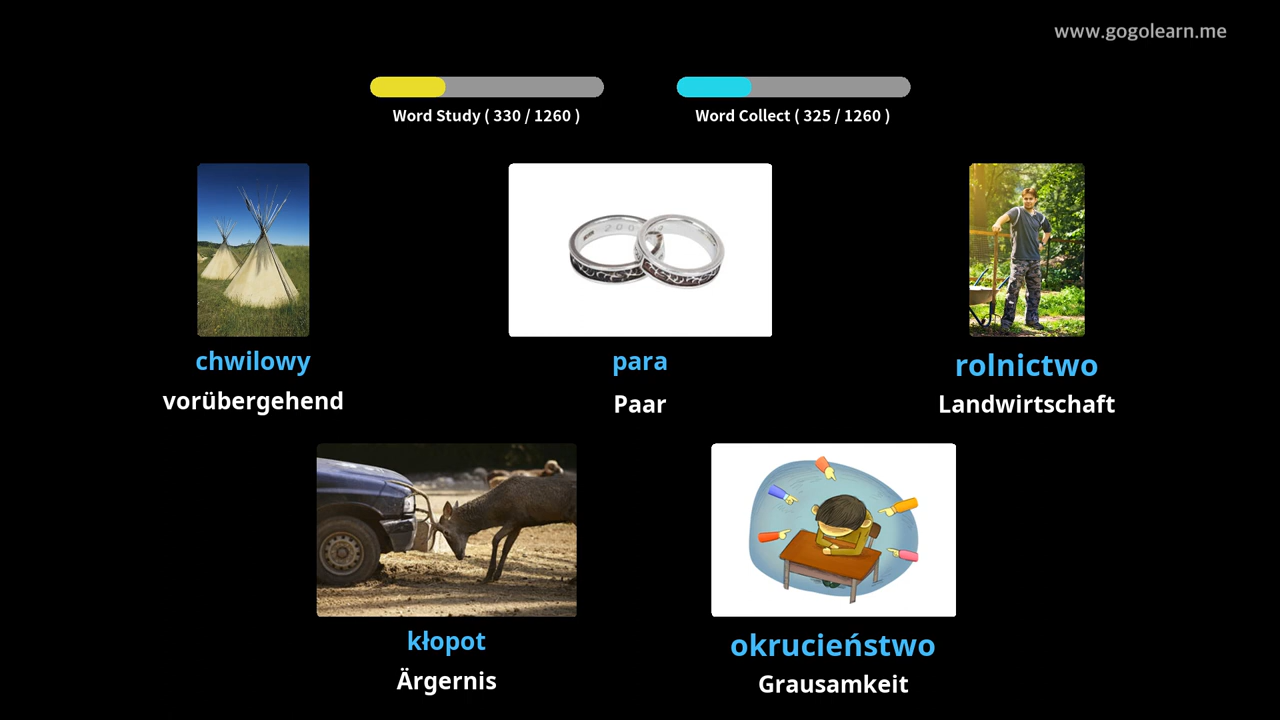 www.gogolearn.me
Word Study ( 330 / 1260 )
Word Collect ( 325 / 1260 )
chwilowy
vorübergehend
para
Paar
rolnictwo
Landwirtschaft
kłopot
Ärgernis
okrucieństwo
Grausamkeit